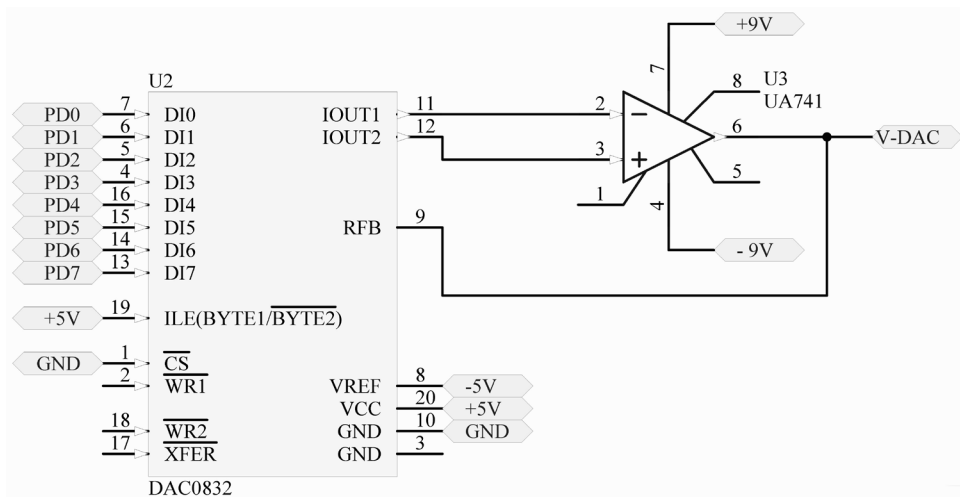 +9V
U2
7
8 U3
UA741
PD0 7 DI0 IOUT1 11 2 −
PD1 6 DI1 IOUT2 12 6 V-DAC
PD2 5 DI2 3 +
PD3 4 DI3 5
PD4 16 DI4 1 4
PD5 15 DI5 RFB 9
PD6 14 DI6 - 9V
PD7 13 DI7
+5V 19 ILE(BYTE1/BYTE2)
GND 1 CS
2 WR1 VREF 8 -5V
VCC 20 +5V
18 WR2 GND 10 GND
17 XFER GND 3
DAC0832